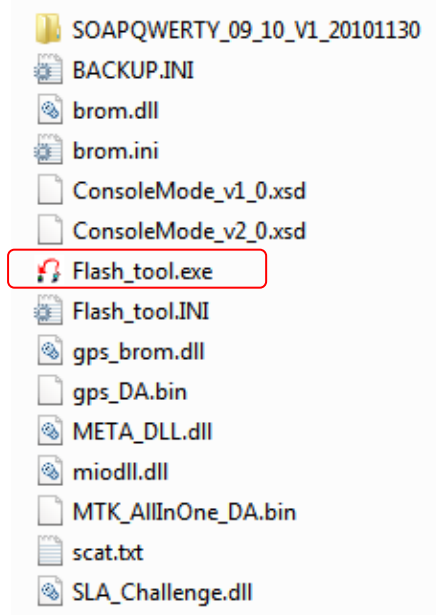 SOAPQWERTY_09_10_V1_20101130
BACKUP.INI
brom.dll
brom.ini
ConsoleMode_v1_0.xsd
ConsoleMode_v2_0.xsd
Flash_tool.exe
Flash_tool.INI
gps_brom.dll
gps_DA.bin
META_DLL.dll
miodll.dll
MTK_AllInOne_DA.bin
scat.txt
SLA_Challenge.dll